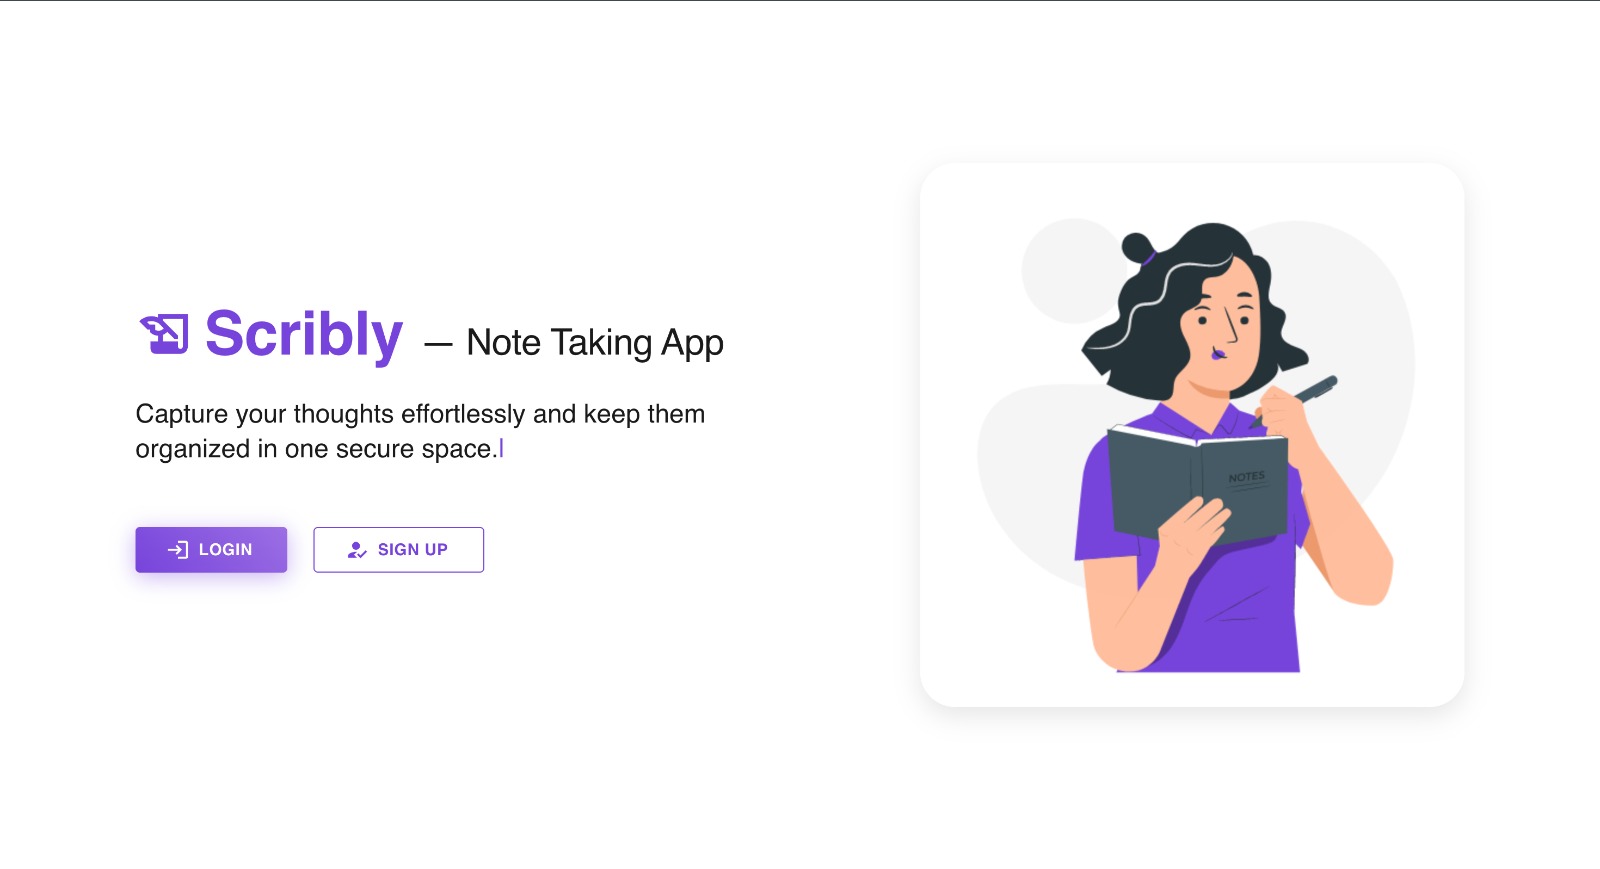 Scribly — Note Taking App
Capture your thoughts effortlessly and keep them
organized in one secure space.
LOGIN
SIGN UP
NOTES